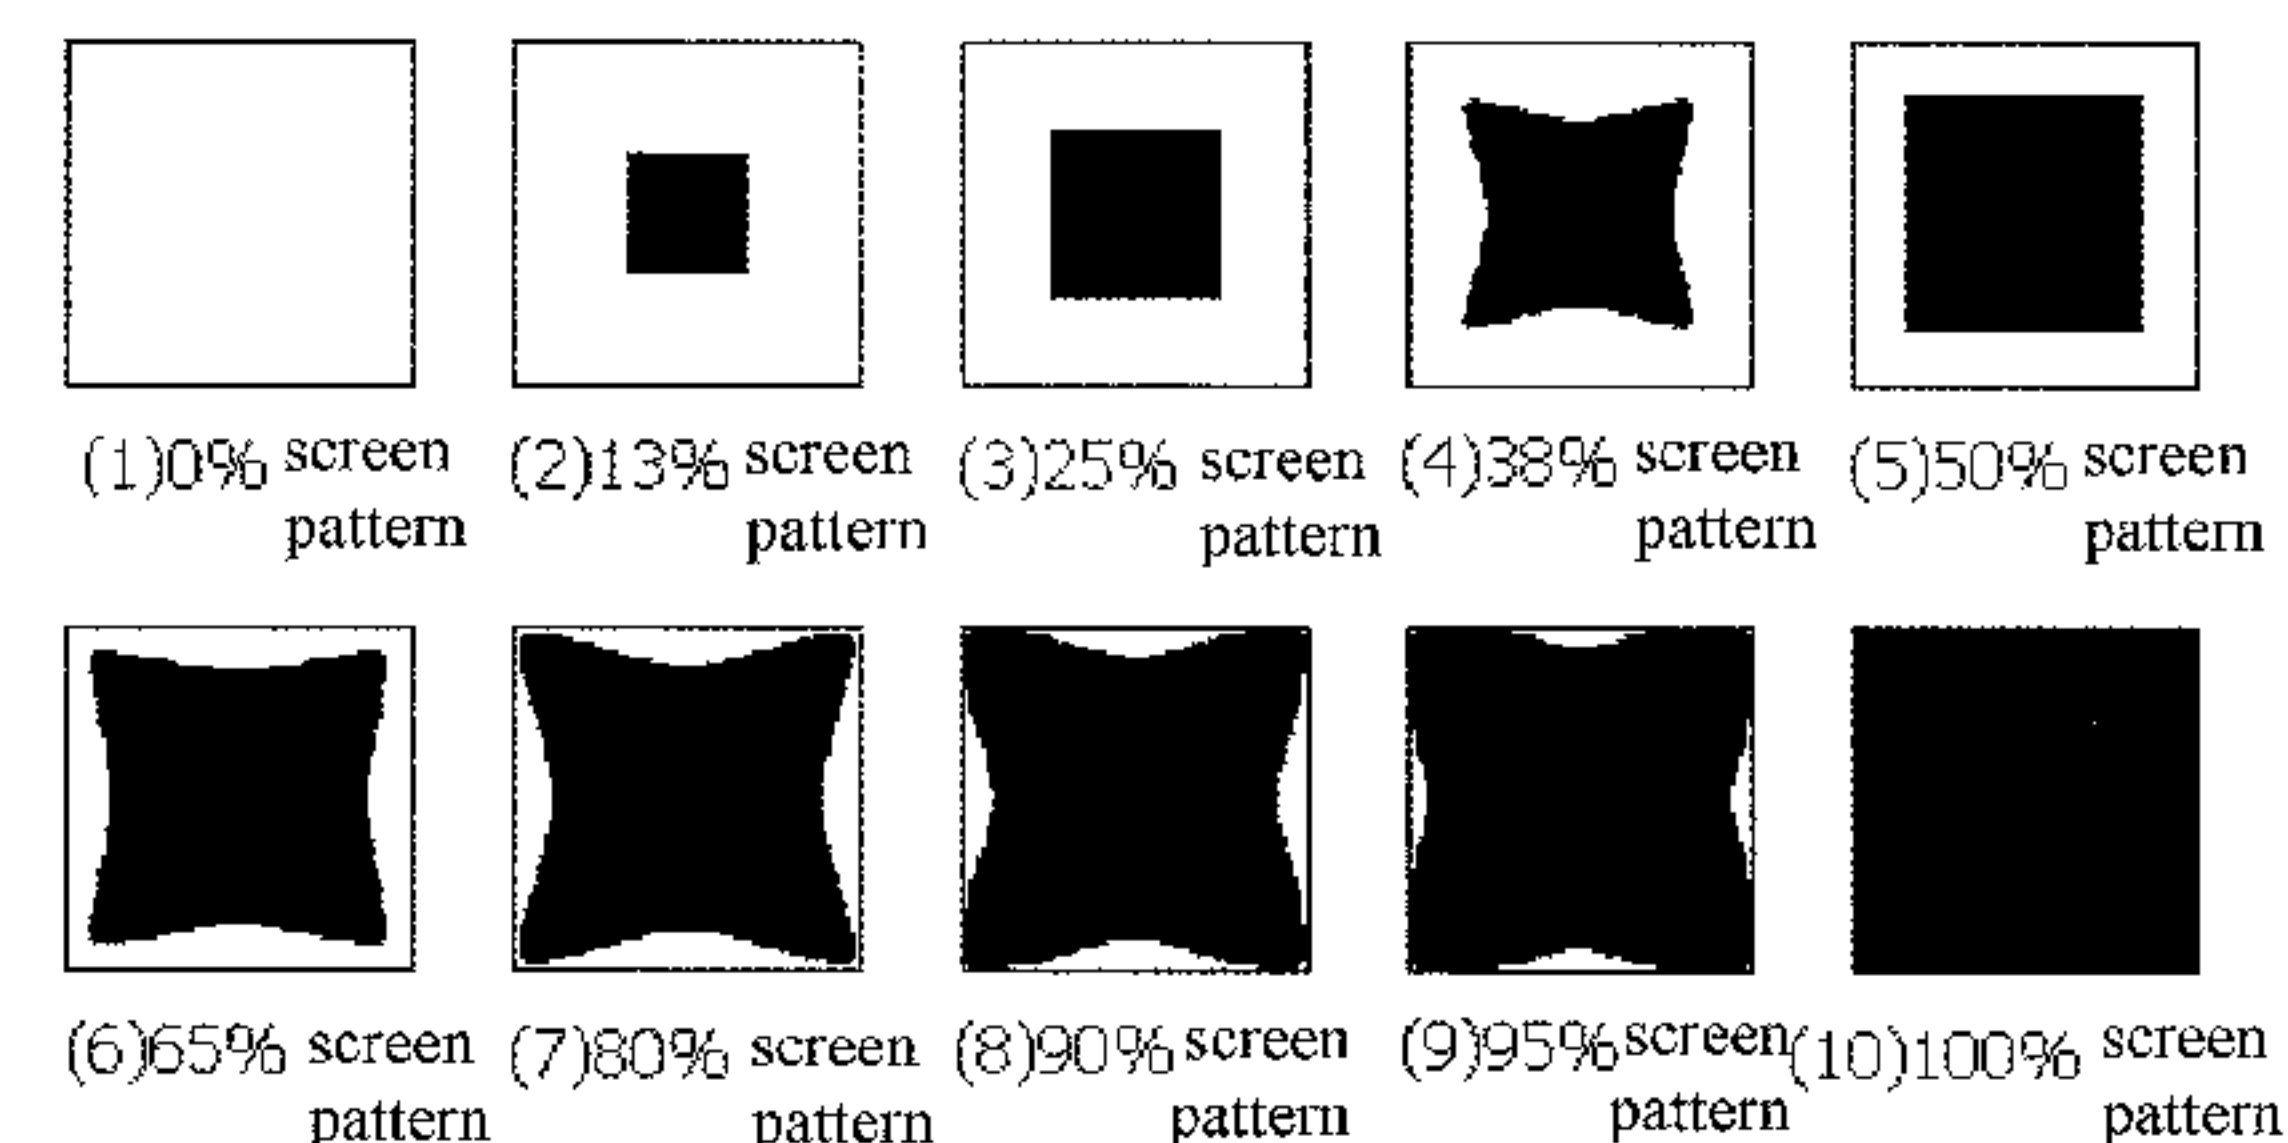 (1)0% screen pattern
(2)13% screen pattern
(3)25% screen pattern
(4)38% screen pattern
(5)50% screen pattern
(6)65% screen pattern
(7)80% screen pattern
(8)90% screen pattern
(9)95% screen pattern
(10)100% screen pattern